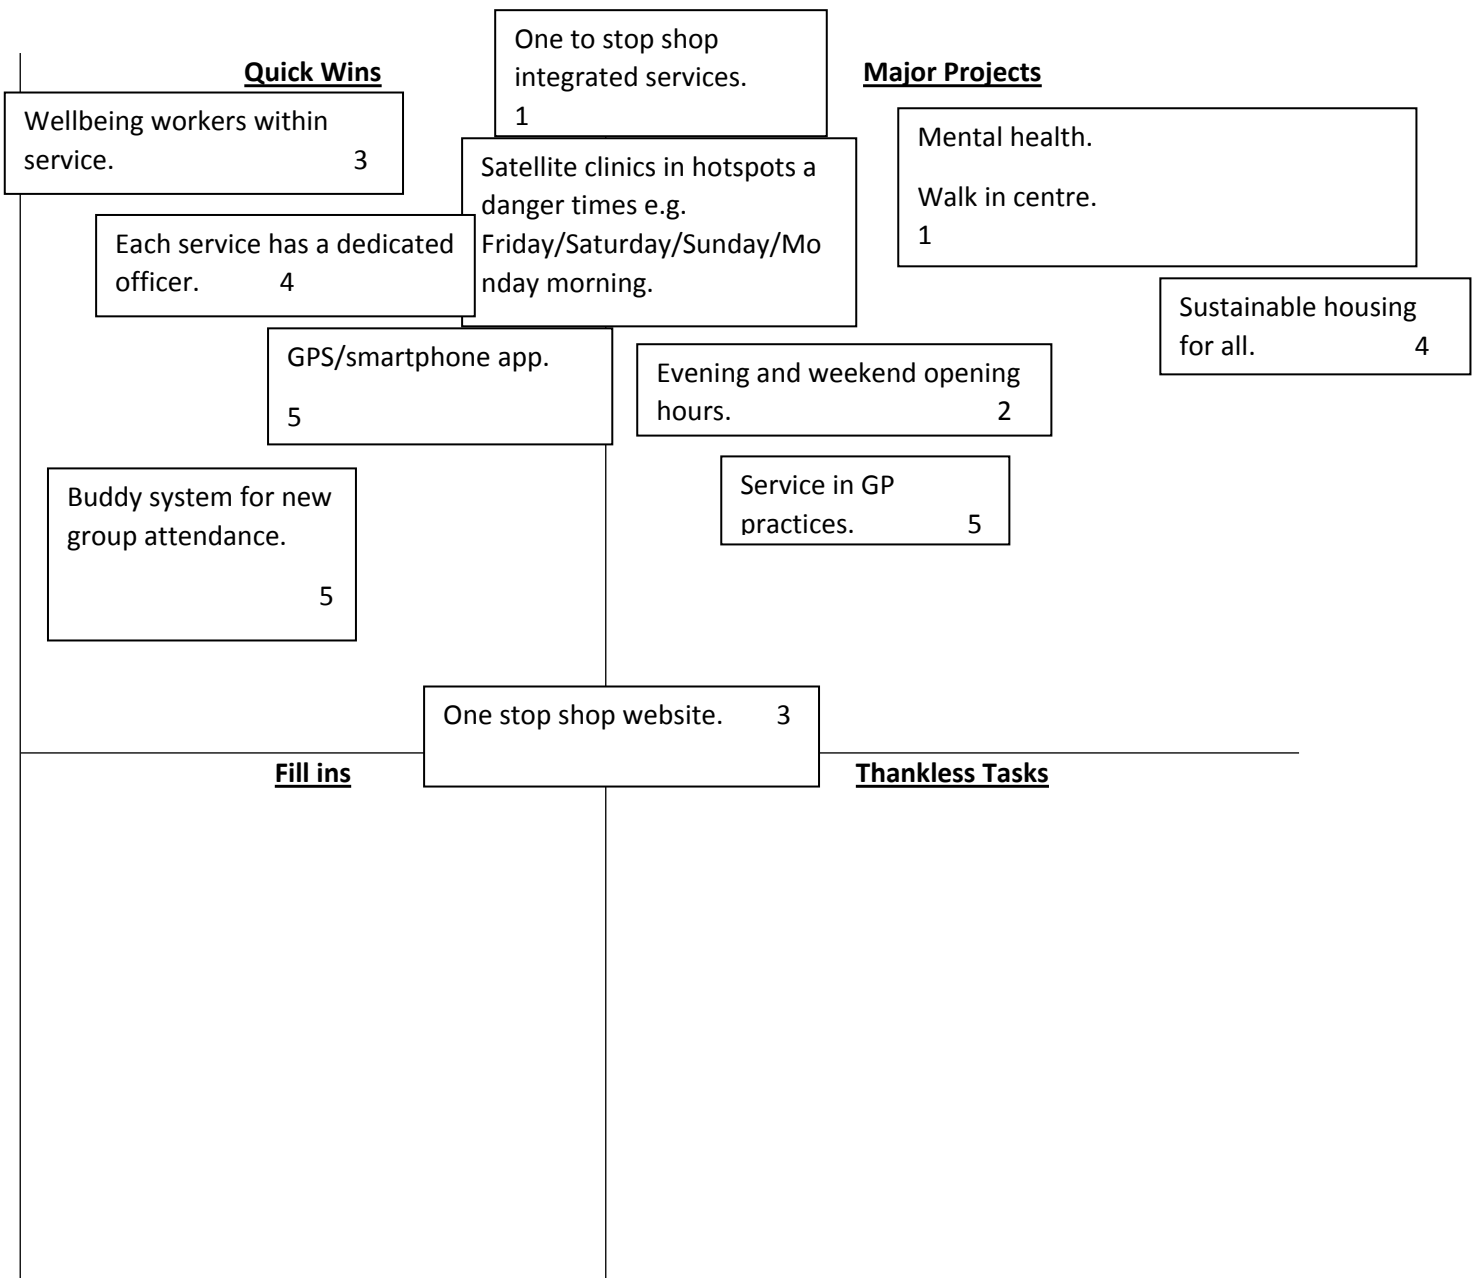 One to stop shop
integrated services.
1
Quick Wins
Major Projects
Wellbeing workers within
service. 3
Mental health.
Walk in centre.
1
Satellite clinics in hotspots a
danger times e.g.
Friday/Saturday/Sunday/Mo
nday morning.
Each service has a dedicated
officer. 4
Sustainable housing
for all. 4
GPS/smartphone app.
5
Evening and weekend opening
hours. 2
Service in GP
practices. 5
Buddy system for new
group attendance.
5
One stop shop website. 3
Fill ins
Thankless Tasks